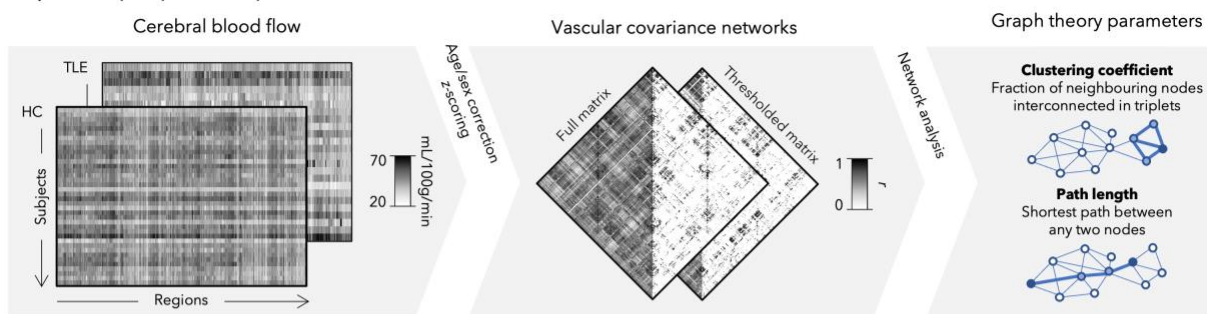 Cerebral blood flow
Vascular covariance networks
Graph theory parameters
TLE
HC
Subjects
Regions
70
20
mL/100g/min
Age/sex correction
z-scoring
Full matrix
Thresholded matrix
1
0
r
Network analysis
Clustering coefficient
Fraction of neighbouring nodes
interconnected in triplets
Path length
Shortest path between
any two nodes